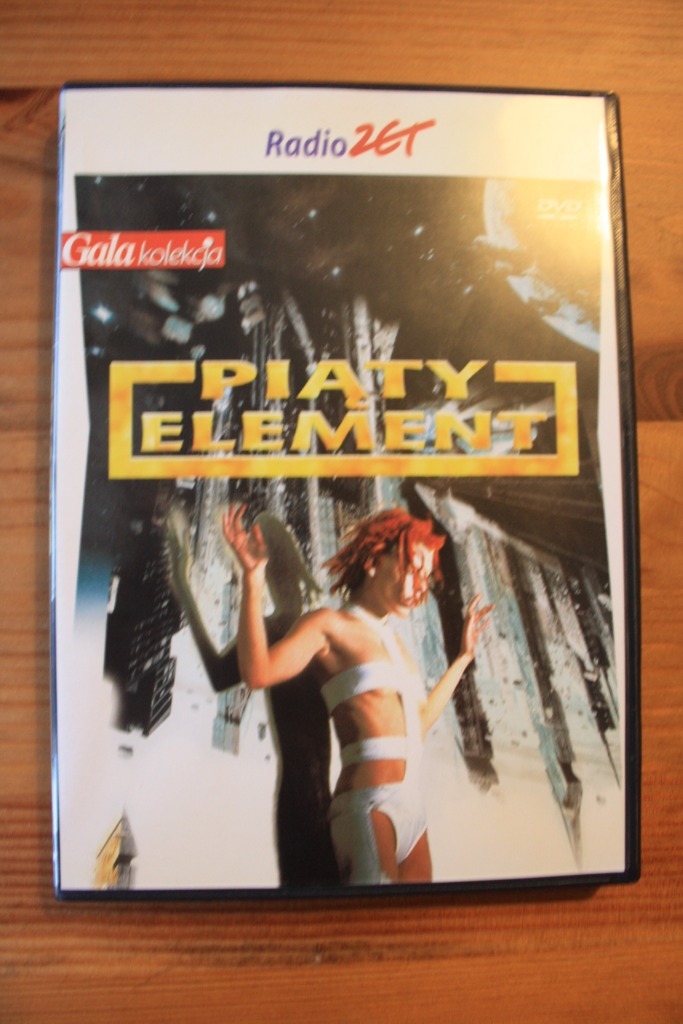 Radio ZET
DVD
Gala kolekcja
PIĄTY
ELEMENT